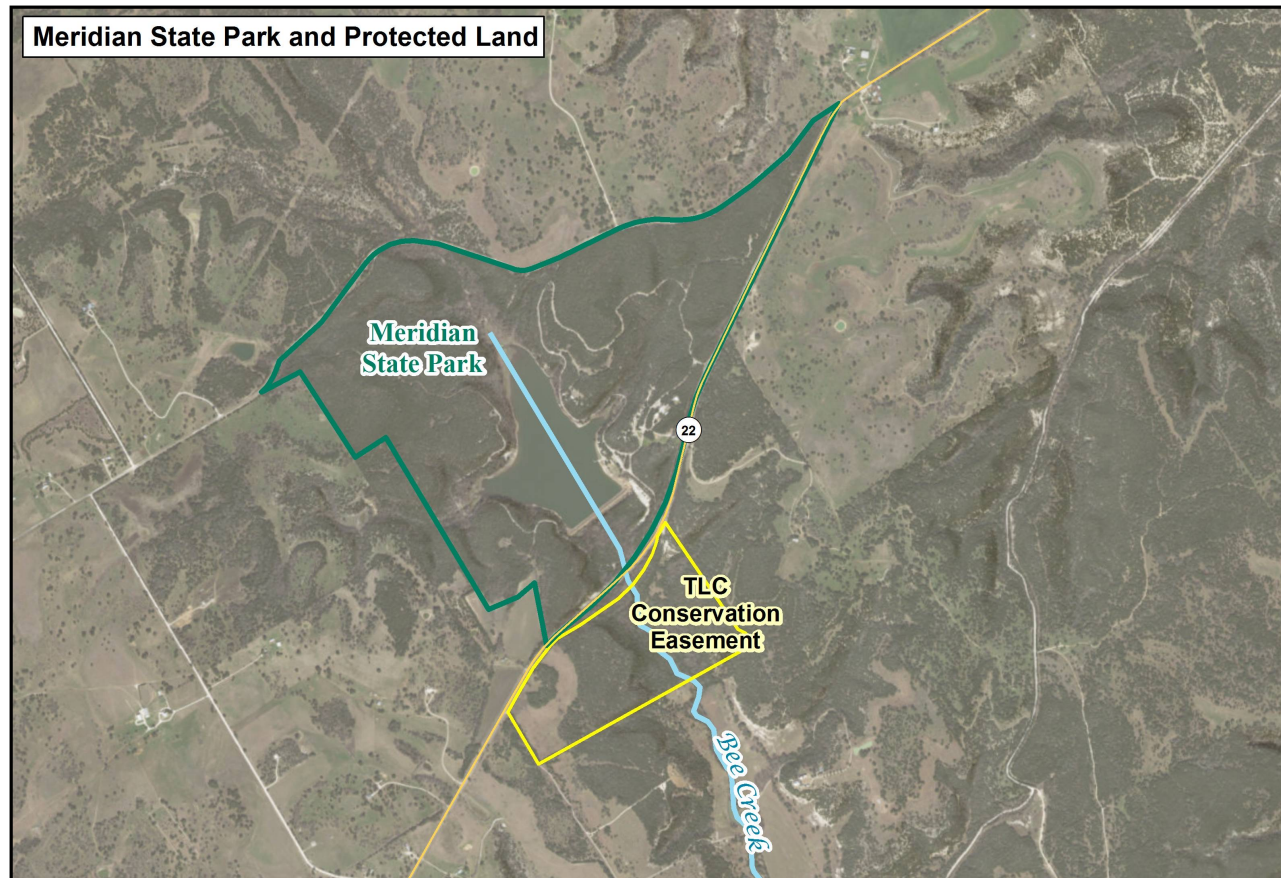 Meridian State Park and Protected Land
Meridian
State Park
22
TLC
Conservation
Easement
Bee Creek